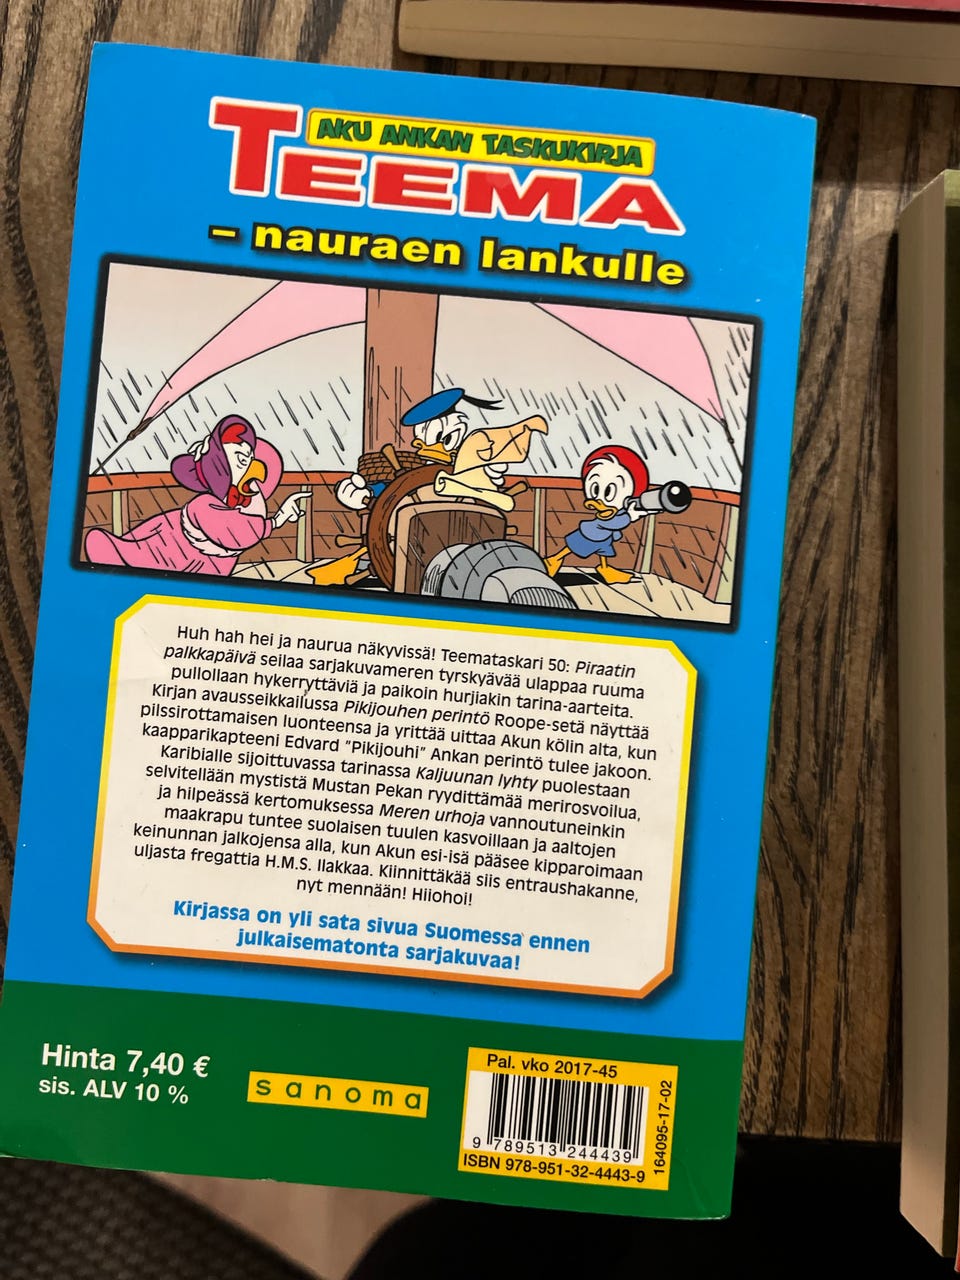 AKU ANKAN TASKUKIRJA
TEEMA
– nauraen lankulle
Huh hah hei ja naurua näkyvissä! Teemataskari 50: Piraatin
palkkapäivä seilaa sarjakuvameren tyrskyävää ulappaa ruuma
pullollaan hykerryttäviä ja paikoin hurjiakin tarina-aarteita.
Kirjan avausseikkailussa Pikijouhen perintö Roope-setä näyttää
pilssirottamaisen luonteensa ja yrittää uittaa Akun kölin alta, kun
kaapparikapteeni Edvard "Pikijouhi" Ankan perintö tulee jakoon.
Karibialle sijoittuvassa tarinassa Kaljuunan lyhty puolestaan
selvitellään mystistä Mustan Pekan ryydittämää merirosvoilua,
ja hilpeässä kertomuksessa Meren urhoja vannoutuneinkin
maakrapu tuntee suolaisen tuulen kasvoillaan ja aaltojen
keinunnan jalkojensa alla, kun Akun esi-isä pääsee kipparoimaan
uljasta fregattia H.M.S. Ilakkaa. Kiinnittäkää siis entraushakanne,
nyt mennään! Hiiohoi!
Kirjassa on yli sata sivua Suomessa ennen
julkaisematonta sarjakuvaa!
Hinta 7,40 €
sis. ALV 10 %
sanoma
Pal. vko 2017-45
9 789513 244439
ISBN 978-951-32-4443-9
164095-17-02